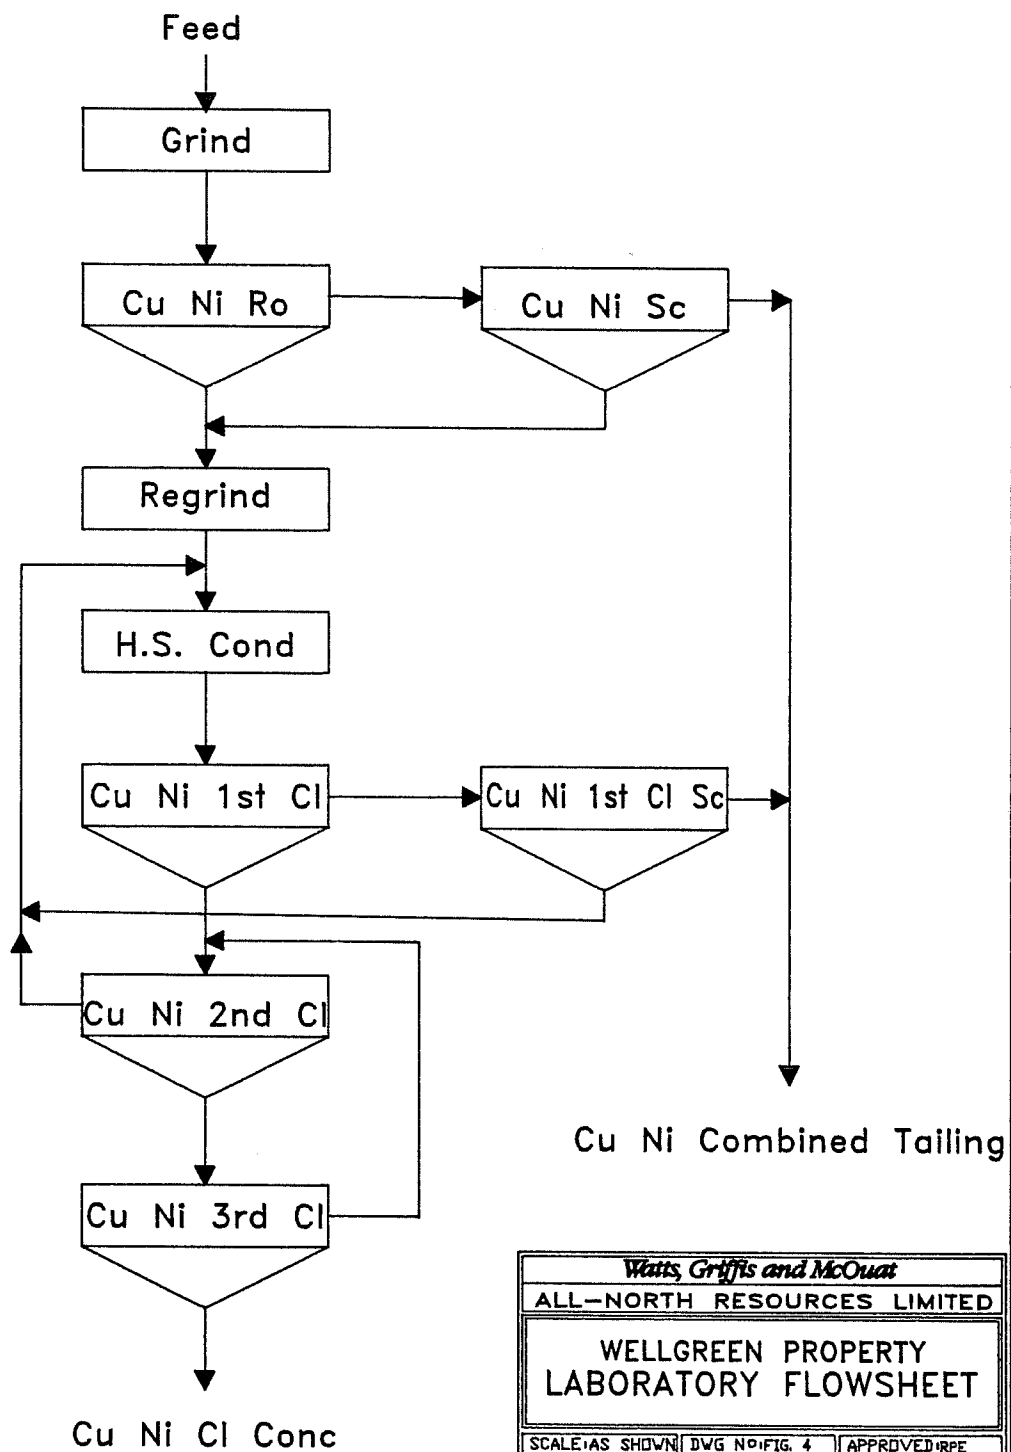 Feed
Grind
Cu Ni Ro
Cu Ni Sc
Regrind
H.S. Cond
Cu Ni 1st Cl
Cu Ni 1st Cl Sc
Cu Ni 2nd Cl
Cu Ni Combined Tailing
Cu Ni 3rd Cl
Cu Ni Cl Conc
Watts, Griffis and McOuat
ALL-NORTH RESOURCES LIMITED
WELLGREEN PROPERTY
LABORATORY FLOWSHEET
SCALE:AS SHOWN DWG Nº:FIG. 4 APPROVED:RPE